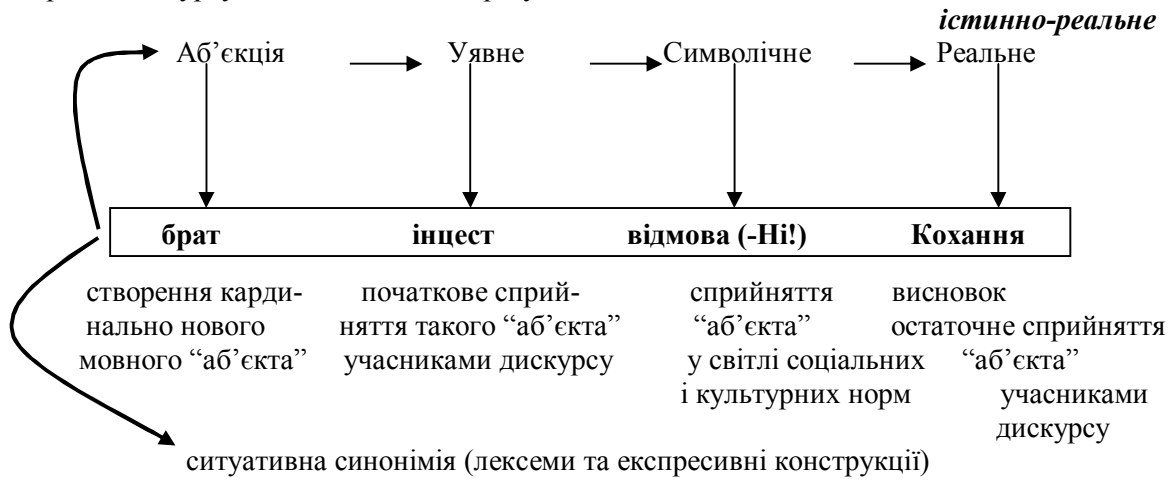 істинно-реальне
Аб’єкція Уявне Символічне Реальне
брат інцест відмова (-Ні!) Кохання
створення карди-
нально нового
мовного “аб’єкта”
початкове сприй-
няття такого “аб’єкта”
учасниками дискурсу
сприйняття
“аб’єкта”
у світлі соціальних
і культурних норм
висновок
остаточне сприйняття
“аб’єкта”
учасниками
дискурсу
ситуативна синонімія (лексеми та експресивні конструкції)